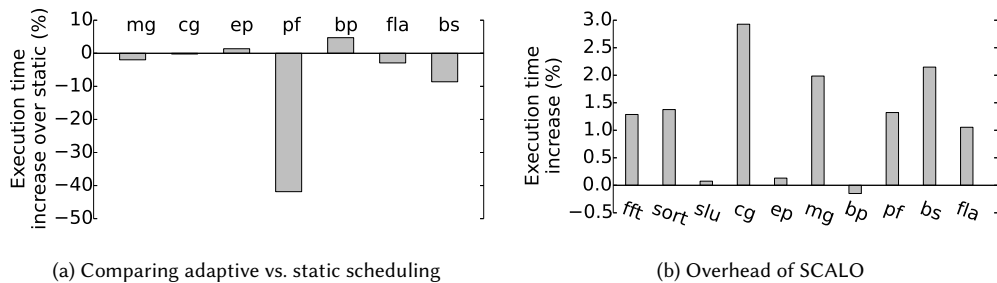 Execution time
increase over static (%)
10
0
−10
−20
−30
−40
−50
mg cg ep pf bp fla bs
(a) Comparing adaptive vs. static scheduling
Execution time
increase (%)
3.0
2.5
2.0
1.5
1.0
0.5
0.0
−0.5
fft sort slu cg ep mg bp pf bs fla
(b) Overhead of SCALO